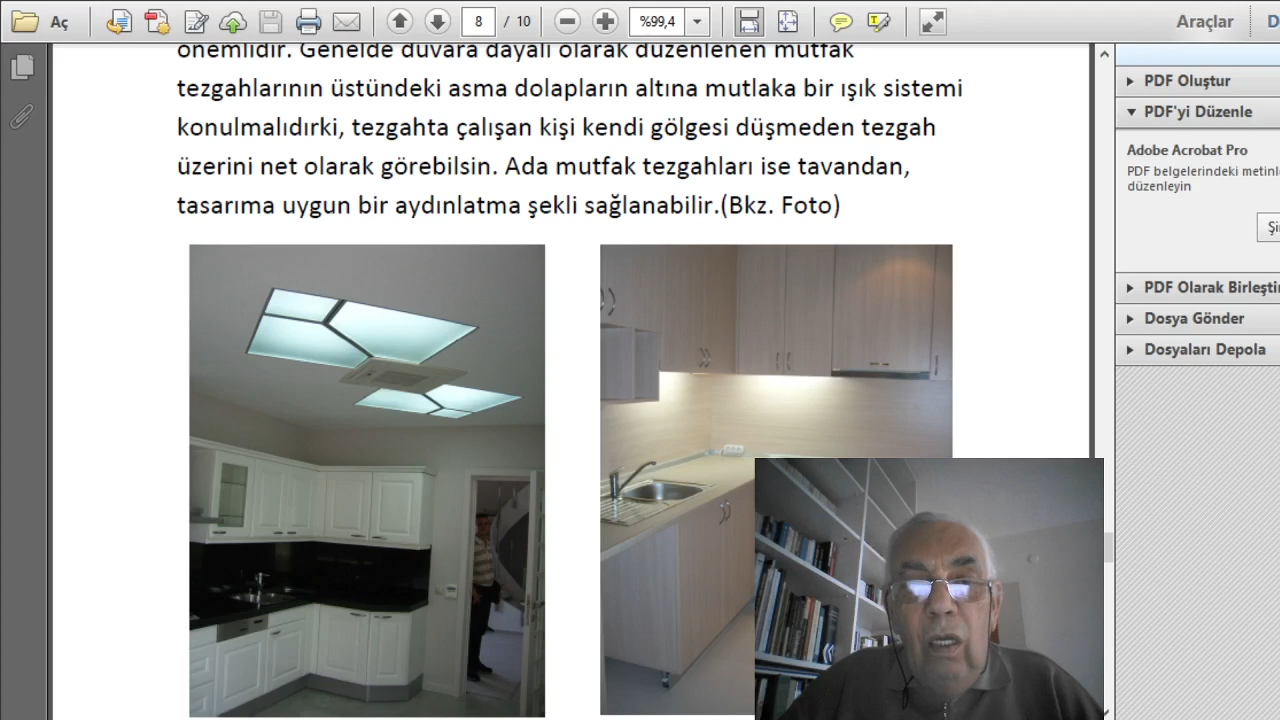 Aç
8 / 10
%99,4
Araçlar
önemlidir. Genelde duvara dayalı olarak düzenlenen mutfak
tezgahlarının üstündeki asma dolapların altına mutlaka bir ışık sistemi
konulmalıdırki, tezgahta çalışan kişi kendi gölgesi düşmeden tezgah
üzerini net olarak görebilsin. Ada mutfak tezgahları ise tavandan,
tasarıma uygun bir aydınlatma şekli sağlanabilir.(Bkz. Foto)
PDF Oluştur
PDF'yi Düzenle
Adobe Acrobat Pro
PDF belgelerindeki
düzenleyin
PDF Olarak
Dosya Gönder
Dosyaları Depola